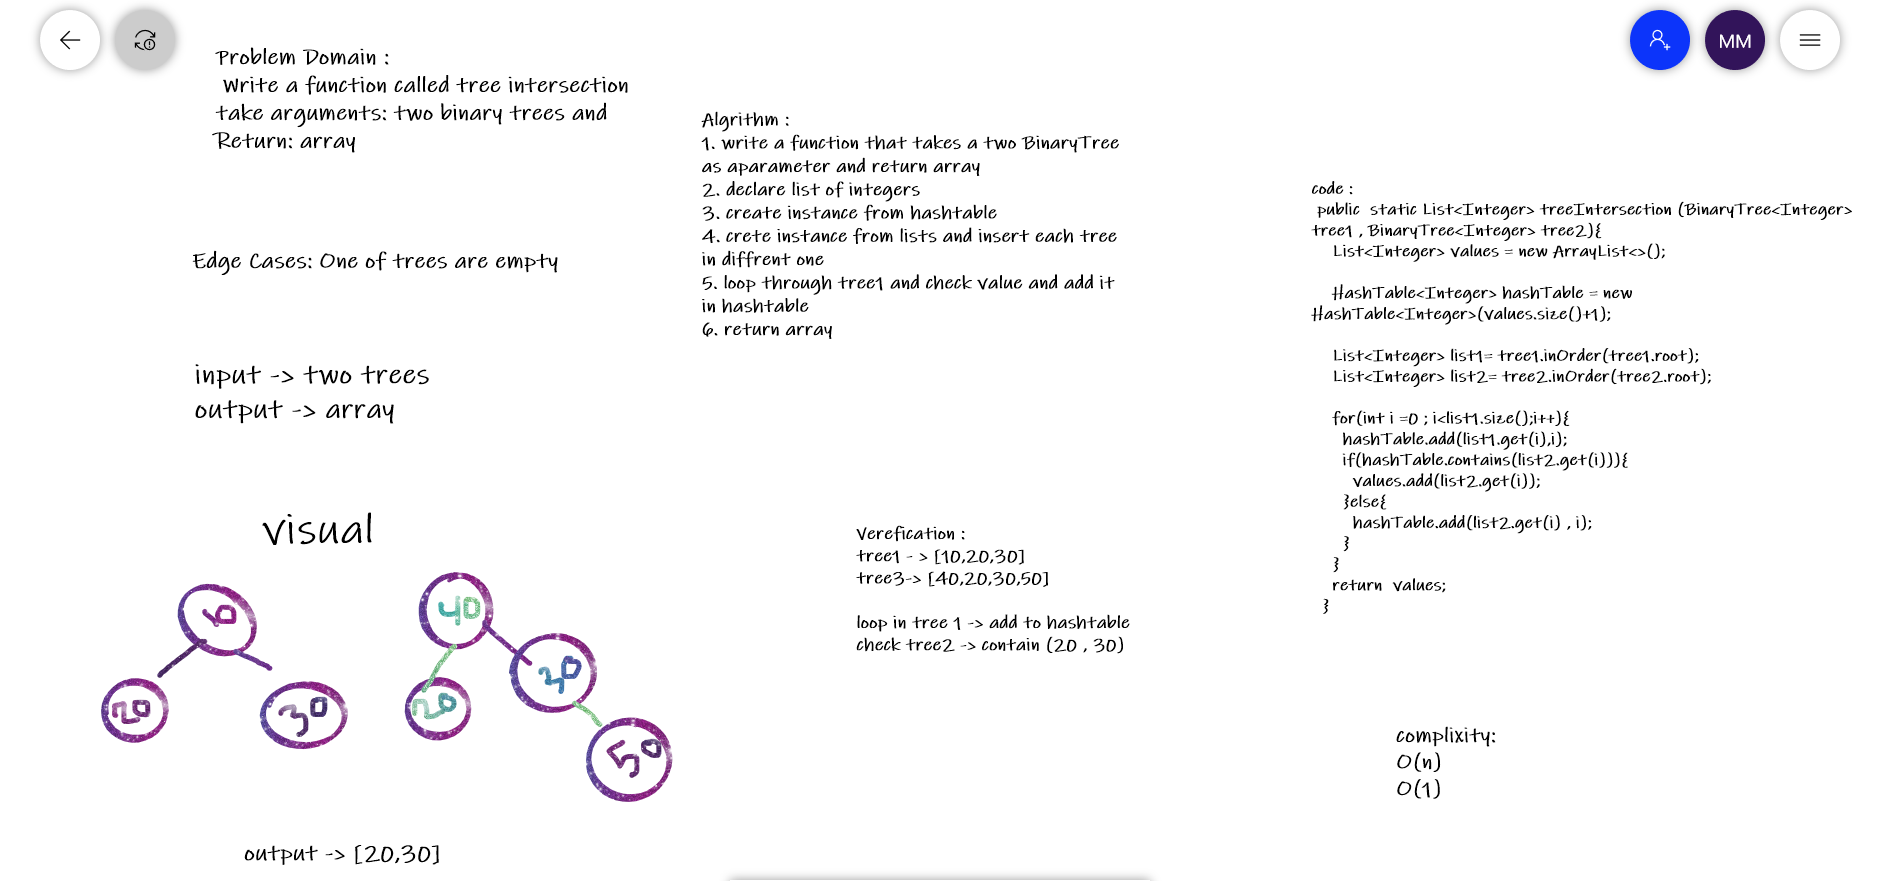 MM
Problem Domain :
Write a function called tree intersection
take arguments: two binary trees and
Return: array
Edge Cases: One of trees are empty
input -> two trees
output -> array
visual
6
20
30
40
20
30
50
output -> [20,30]
Algrithm :
1. write a function that takes a two BinaryTree
as aparameter and return array
2. declare list of integers
3. create instance from hashtable
4. crete instance from lists and insert each tree
in diffrent one
5. loop through tree1 and check value and add it
in hashtable
6. return array
Verefication :
tree1 - > [10,20,30]
tree3-> [40,20,30,50]
loop in tree 1 -> add to hashtable
check tree2 -> contain (20 , 30)
code :
public  static List<Integer> treeIntersection (BinaryTree<Integer>
tree1 , BinaryTree<Integer> tree2){
List<Integer> values = new ArrayList<>();
HashTable<Integer> hashTable = new
HashTable<Integer>(values.size()+1);
List<Integer> list1= tree1.inOrder(tree1.root);
List<Integer> list2= tree2.inOrder(tree2.root);
for(int i =0 ; i<list1.size();i++){
hashTable.add(list1.get(i),i);
if(hashTable.contains(list2.get(i))){
values.add(list2.get(i));
}else{
hashTable.add(list2.get(i) , i);
}
}
return  values;
}
complixity:
O(n)
O(1)